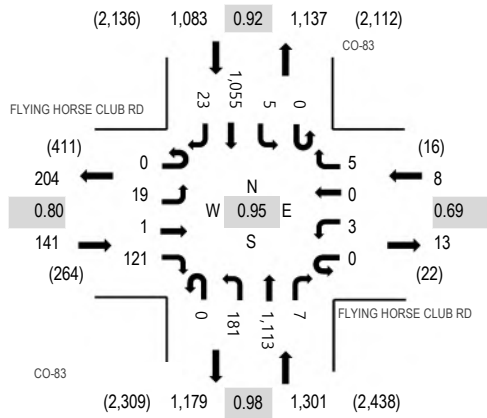 (2,136) 1,083 0.92 1,137 (2,112)
CO-83
23 1,055 5 0
FLYING HORSE CLUB RD
(411) 0 5 (16)
204 19 N 0 8
0.80 W 0.95 E 0.69
141 1 S 3 13
(264) 121 0 (22)
0 181 1,113 7
FLYING HORSE CLUB RD
CO-83
(2,309) 1,179 0.98 1,301 (2,438)